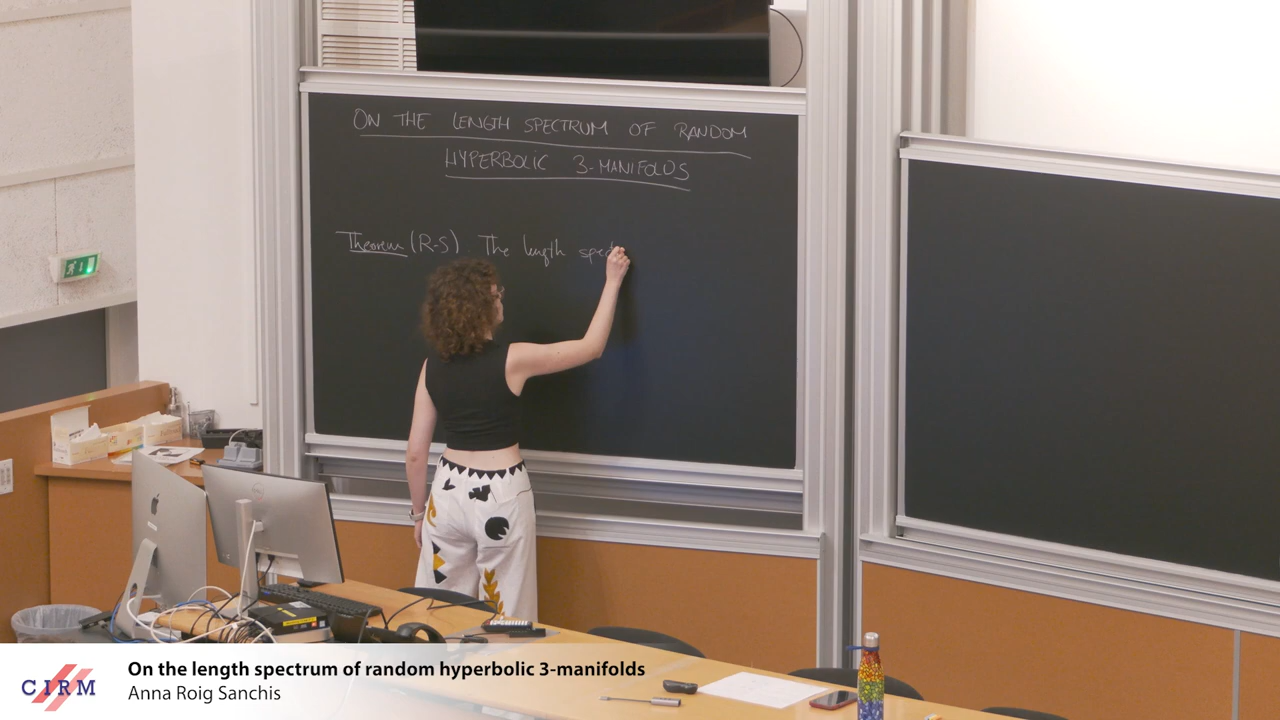 ON THE LENGTH SPECTRUM OF RANDOM
HYPERBOLIC 3-MANIFOLDS
Theorem (R-S) The length spec
On the length spectrum of random hyperbolic 3-manifolds
CIRM
Anna Roig Sanchis